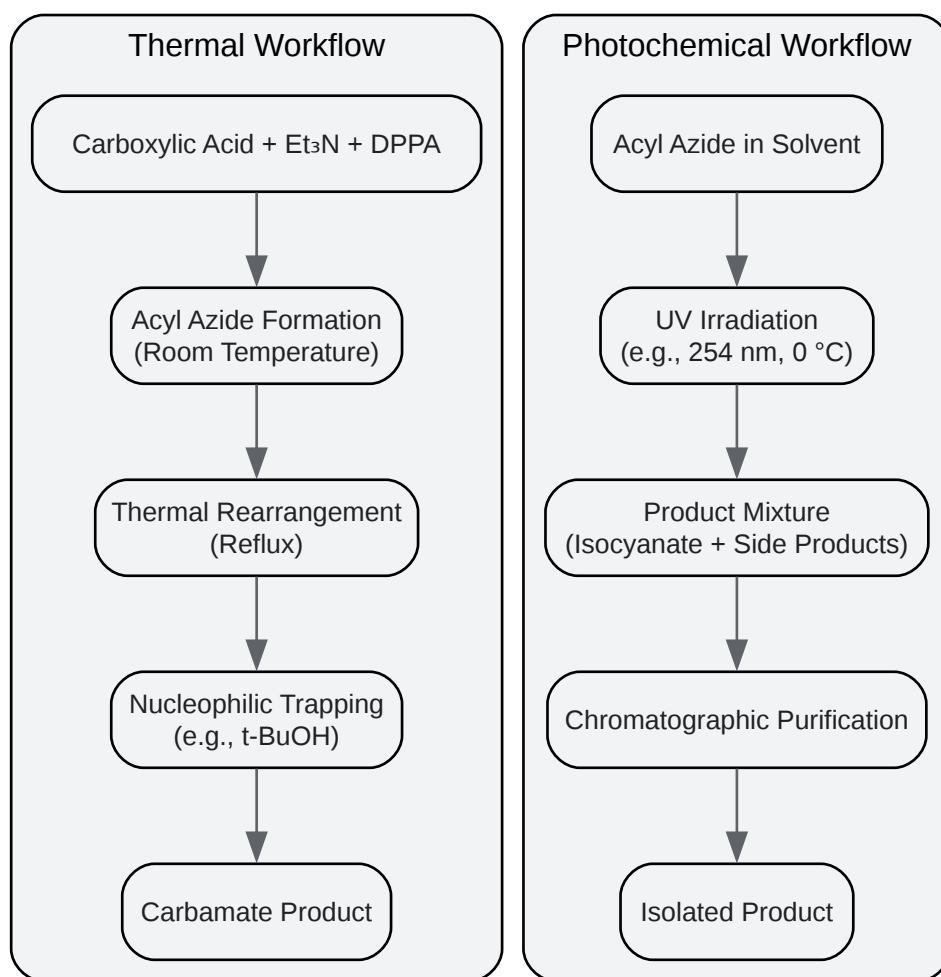 Thermal Workflow
Carboxylic Acid + Et₃N + DPPA
Acyl Azide Formation
(Room Temperature)
Thermal Rearrangement
(Reflux)
Nucleophilic Trapping
(e.g., t-BuOH)
Carbamate Product
Photochemical Workflow
Acyl Azide in Solvent
UV Irradiation
(e.g., 254 nm, 0 °C)
Product Mixture
(Isocyanate + Side Products)
Chromatographic Purification
Isolated Product